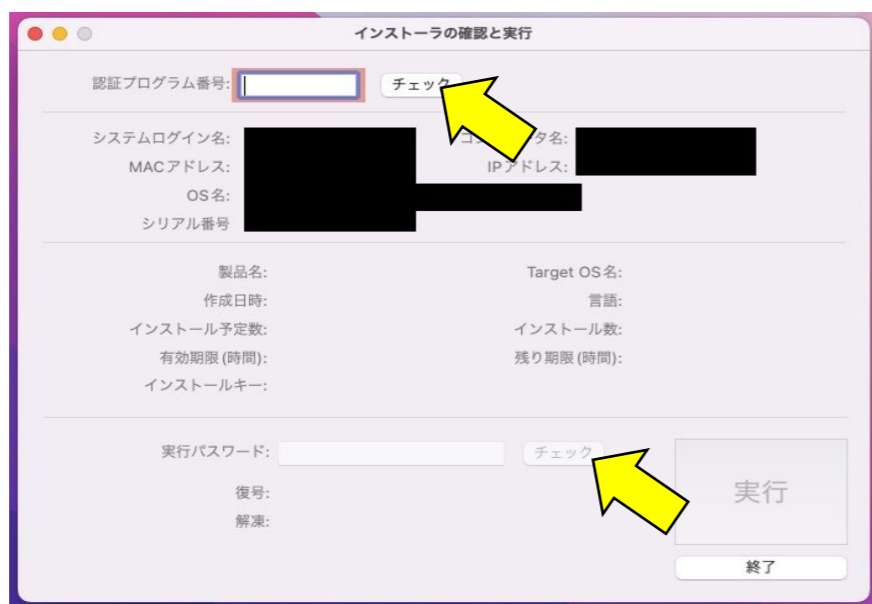 インストーラの確認と実行
認証プログラム番号: チェック
システムログイン名: タ名:
MACアドレス: IPアドレス:
OS名:
シリアル番号
製品名: Target OS名:
作成日時: 言語:
インストール予定数: インストール数:
有効期限(時間): 残り期限(時間):
インストールキー:
実行パスワード: チェック
復号: 実行
解凍:
終了